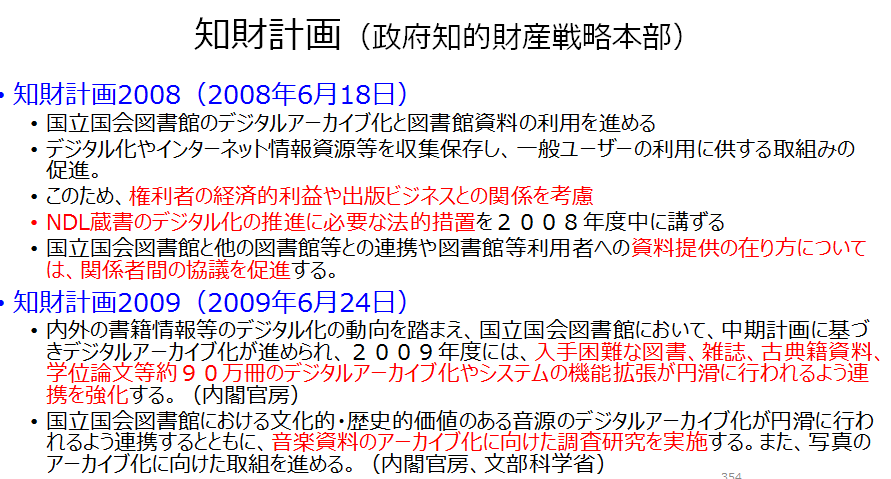 知財計画（政府知的財産戦略本部）
• 知財計画2008（2008年6月18日）
• 国立国会図書館のデジタルアーカイブ化と図書館資料の利用を進める
• デジタル化やインターネット情報資源等を収集保存し、一般ユーザーの利用に供する取組みの
促進。
• このため、権利者の経済的利益や出版ビジネスとの関係を考慮
• NDL蔵書のデジタル化の推進に必要な法的措置を２００８年度中に講ずる
• 国立国会図書館と他の図書館等との連携や図書館等利用者への資料提供の在り方について
は、関係者間の協議を促進する。
• 知財計画2009（2009年6月24日）
• 内外の書籍情報等のデジタル化の動向を踏まえ、国立国会図書館において、中期計画に基づ
きデジタルアーカイブ化が進められ、２００９年度には、入手困難な図書、雑誌、古典籍資料、
学位論文等約９０万冊のデジタルアーカイブ化やシステムの機能拡張が円滑に行われるよう連
携を強化する。（内閣官房）
• 国立国会図書館における文化的・歴史的価値のある音源のデジタルアーカイブ化が円滑に行わ
れるよう連携するとともに、音楽資料のアーカイブ化に向けた調査研究を実施する。また、写真の
アーカイブ化に向けた取組を進める。（内閣官房、文部科学省）
354